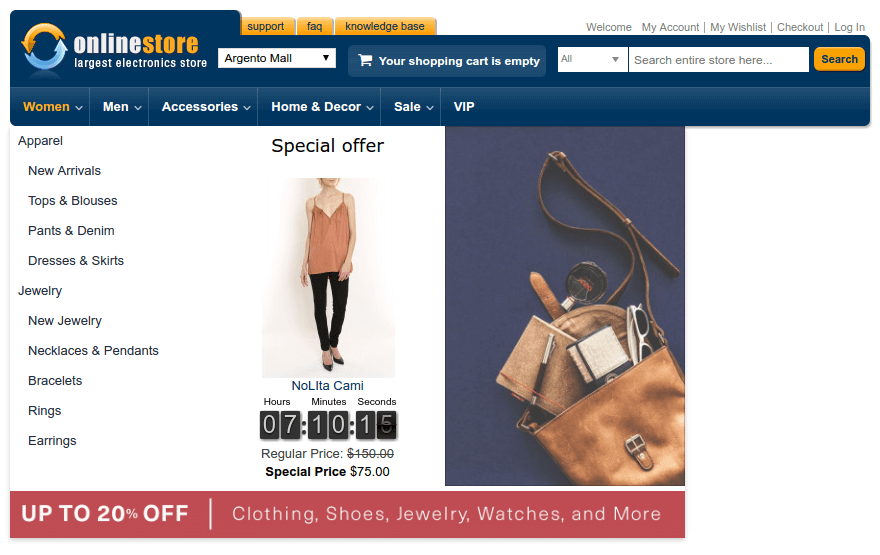 support faq knowledge base
Welcome My Account | My Wishlist | Checkout | Log In
onlinestore
largest electronics store
Argento Mall
Your shopping cart is empty
All
Search entire store here...
Search
Women Men Accessories Home & Decor Sale VIP
Apparel
New Arrivals
Tops & Blouses
Pants & Denim
Dresses & Skirts
Jewelry
New Jewelry
Necklaces & Pendants
Bracelets
Rings
Earrings
Special offer
NoLIta Cami
Hours Minutes Seconds
07:10:15
Regular Price: $150.00
Special Price $75.00
UP TO 20% OFF | Clothing, Shoes, Jewelry, Watches, and More